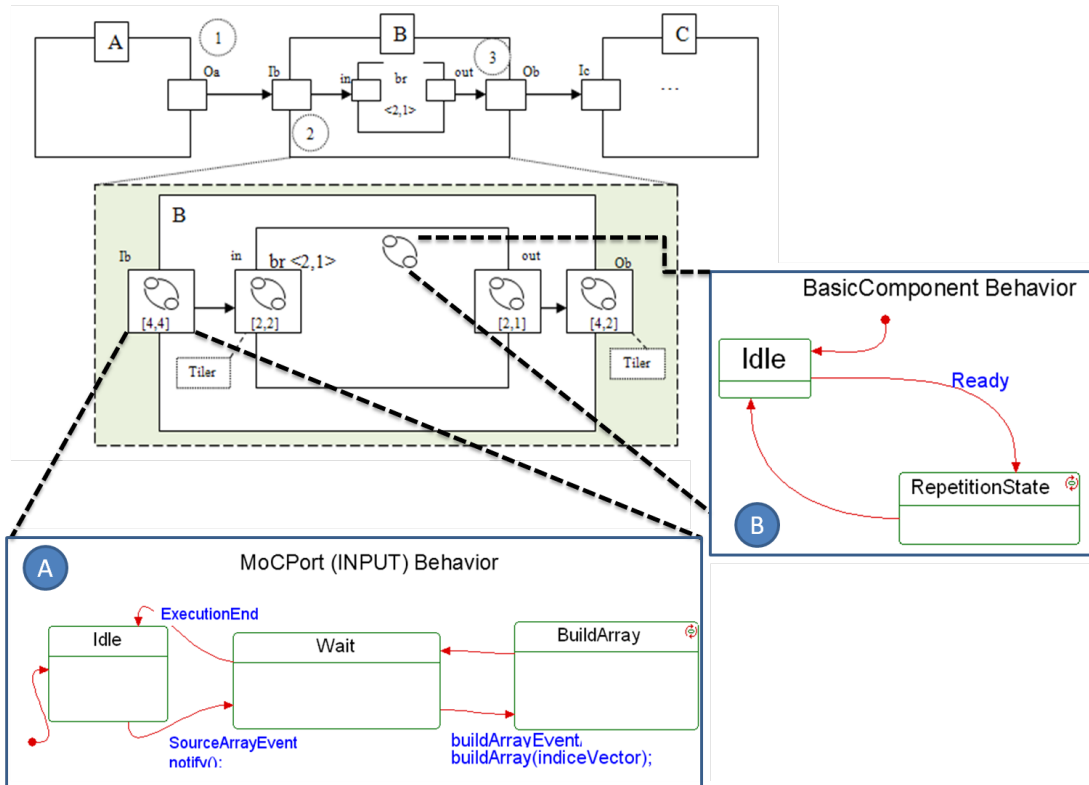 A
1
B
3
C
Oa
Ib
in
br
out
Ob
Ic
...
<2,1>
2
B
Ib
in
br <2,1>
out
Ob
[4,4]
[2,2]
[2,1]
[4,2]
Tiler
Tiler
BasicComponent Behavior
Idle
Ready
RepetitionState
B
A
MoCPort (INPUT) Behavior
ExecutionEnd
Idle
Wait
BuildArray
SourceArrayEvent
notify();
buildArrayEvent/
buildArray(indiceVector);